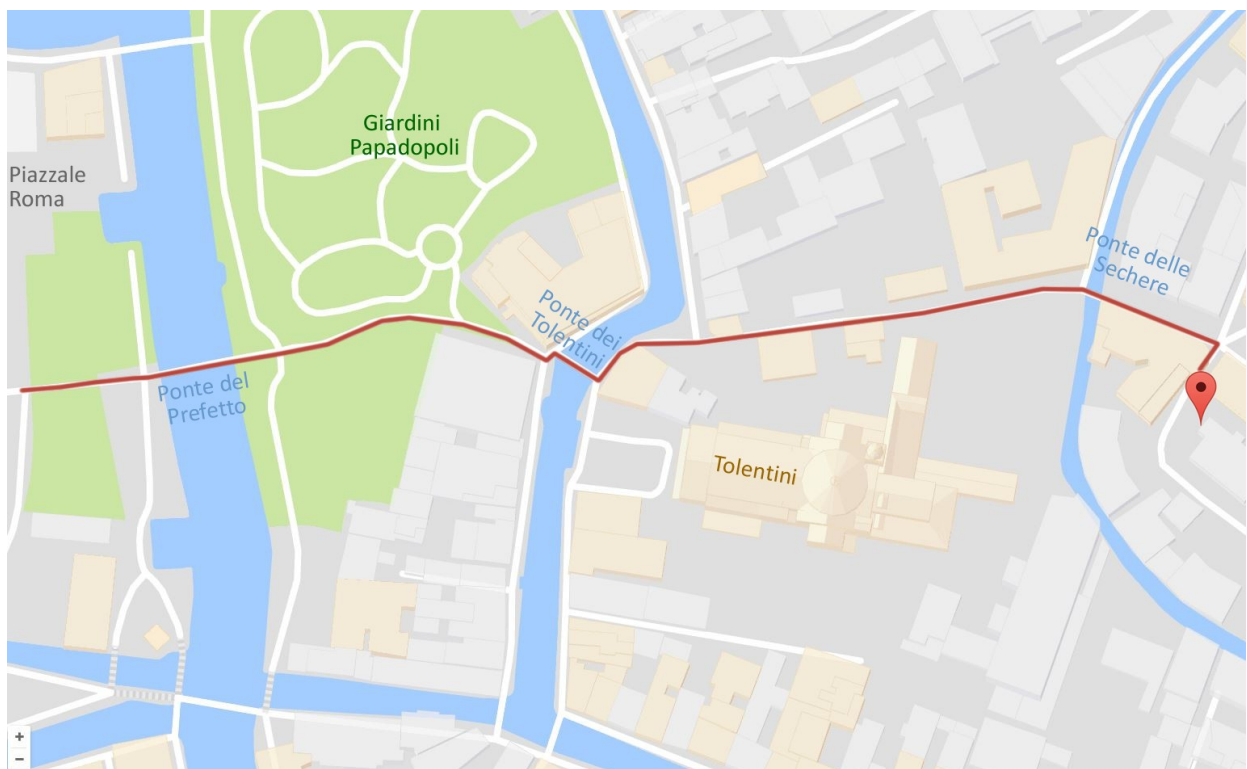 Giardini
Papadopoli
Piazzale
Roma
Ponte delle
Sechere
Ponte dei
Tolentini
Ponte del
Prefetto
Tolentini
+
−